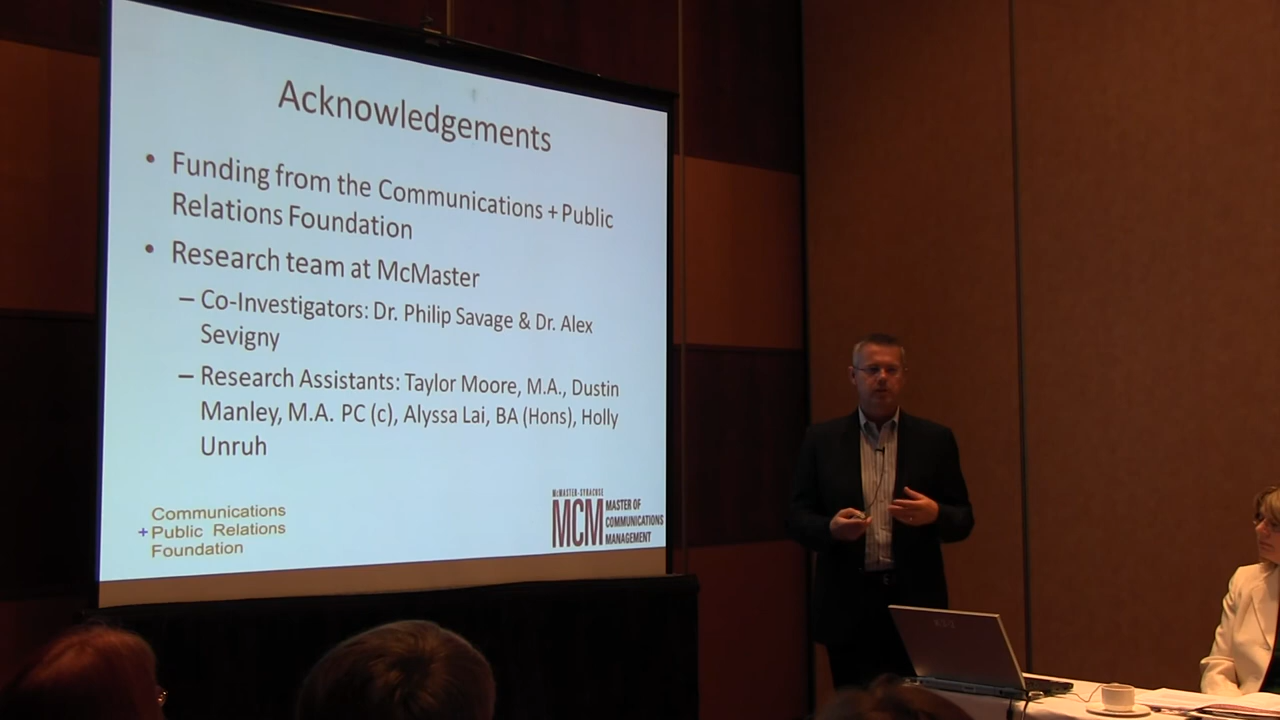 Acknowledgements
• Funding from the Communications + Public
Relations Foundation
• Research team at McMaster
– Co-Investigators: Dr. Philip Savage & Dr. Alex
Sevigny
– Research Assistants: Taylor Moore, M.A., Dustin
Manley, M.A. PC (c), Alyssa Lai, BA (Hons), Holly
Unruh
Communications
+Public Relations
Foundation
McMASTER-SYRACUSE
MCM MASTER OF
COMMUNICATIONS
MANAGEMENT